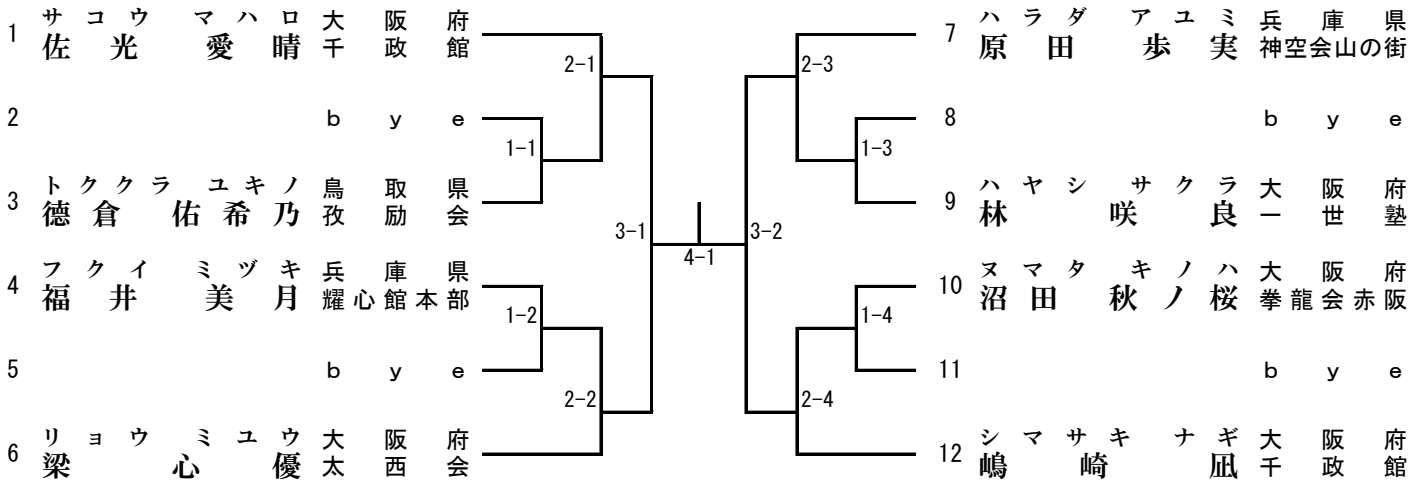 1 サコウ マハロ 大阪府
佐光 愛晴 千政館
2 bye
3 トククラ ユキノ 鳥取県
德倉 佑希乃 孜励会
4 フクイ ミヅキ 兵庫県
福井 美月 耀心館本部
5 bye
6 リョウ ミユウ 大阪府
梁 心優 太西会
2-1
1-1
3-1
1-2
2-2
4-1
2-3
1-3
3-2
1-4
2-4
7 ハラダ アユミ 兵庫県
原田 歩実 神空会山の街
8 bye
9 ハヤシ サクラ 大阪府
林 咲良 一世塾
10 ヌマタ キノハ 大阪府
沼田 秋ノ桜 拳龍会赤阪
11 bye
12 シマサキ ナギ 大阪府
嶋崎 凪 千政館